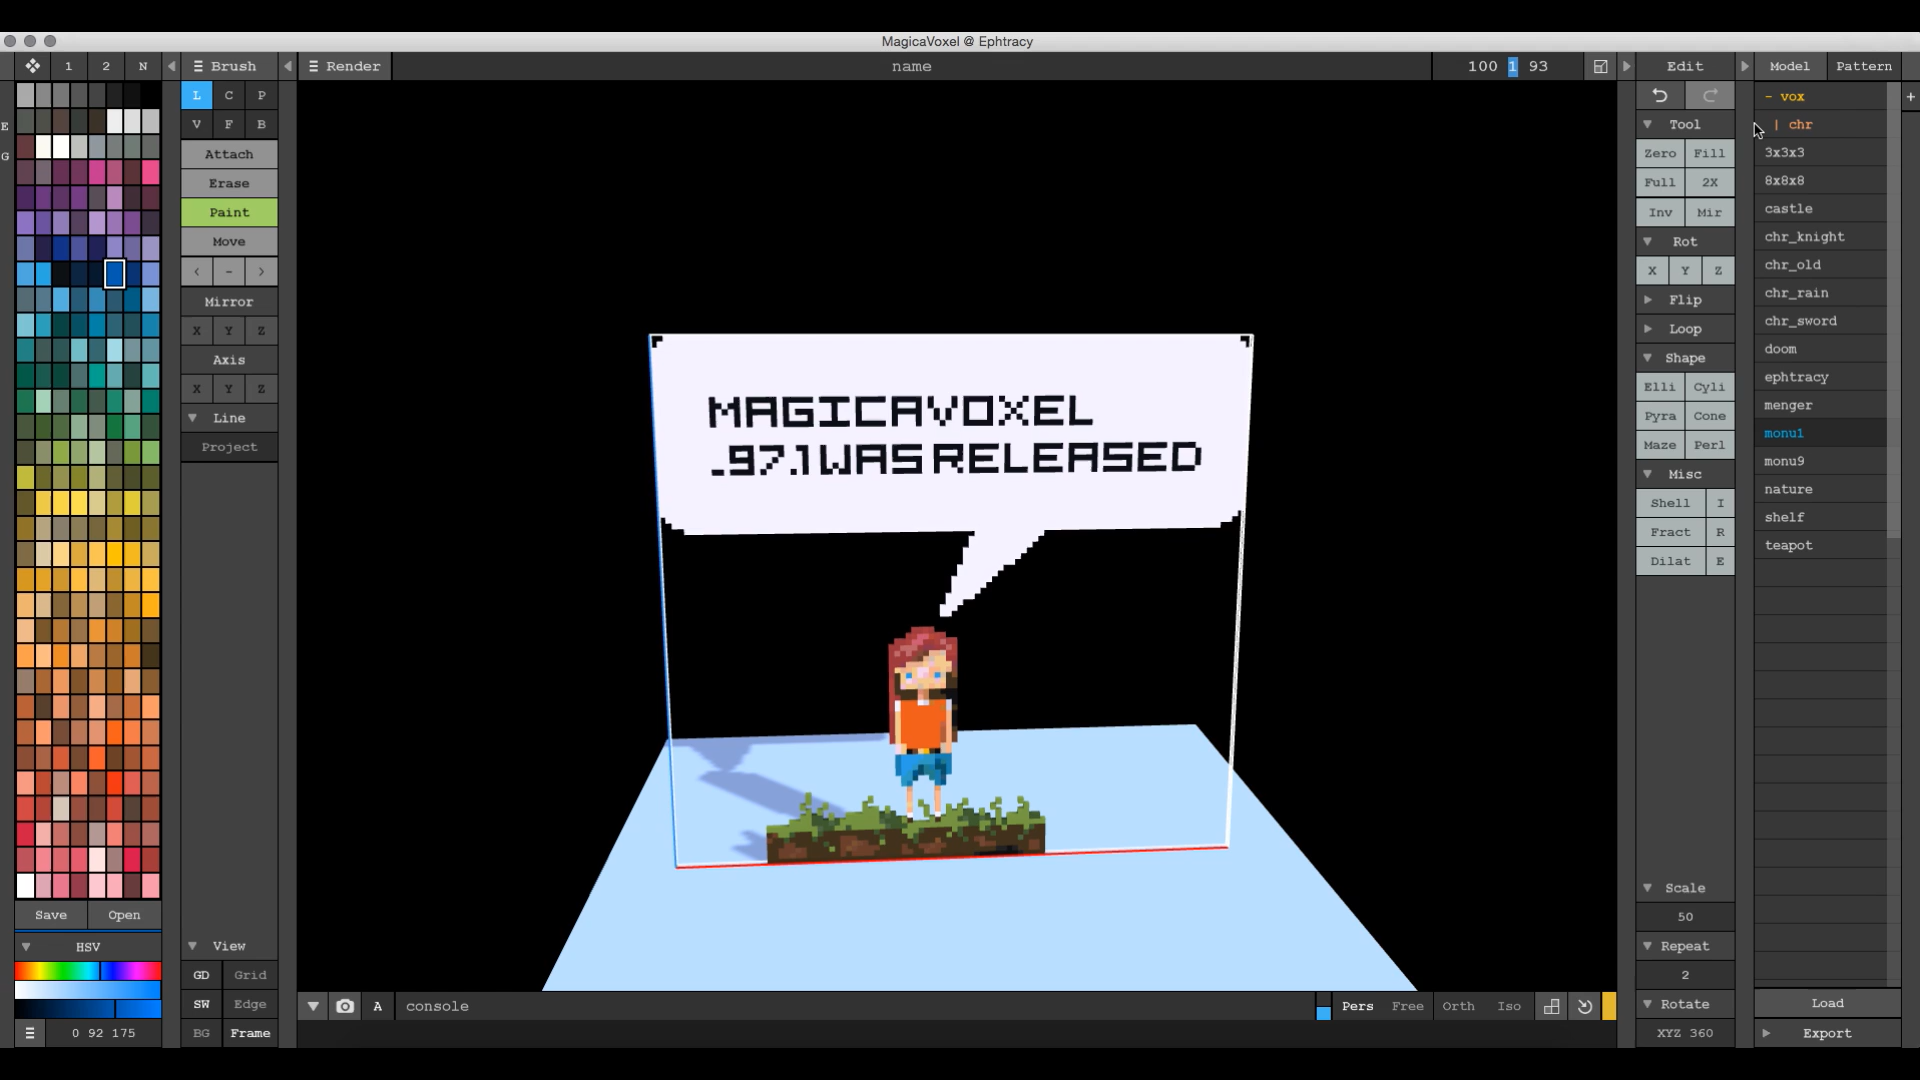 MagicaVoxel @ Ephtracy
1 2 N Brush Render name 100 1 93 Edit Model Pattern
E
G
L C P
V F B
Attach
Erase
Paint
Move
< - >
Mirror
X Y Z
Axis
X Y Z
Line
Project
View
GD Grid
SW Edge
BG Frame
Save Open
HSV
0 92 175
MAGICAVOXEL
.97.1 WAS RELEASED
A console Pers Free Orth Iso
Tool
Zero Fill
Full 2X
Inv Mir
Rot
X Y Z
Flip
Loop
Shape
Elli Cyli
Pyra Cone
Maze Perl
Misc
Shell I
Fract R
Dilat E
Scale
50
Repeat
2
Rotate
XYZ 360
- vox +
| chr
3x3x3
8x8x8
castle
chr_knight
chr_old
chr_rain
chr_sword
doom
ephtracy
menger
monu1
monu9
nature
shelf
teapot
Load
Export